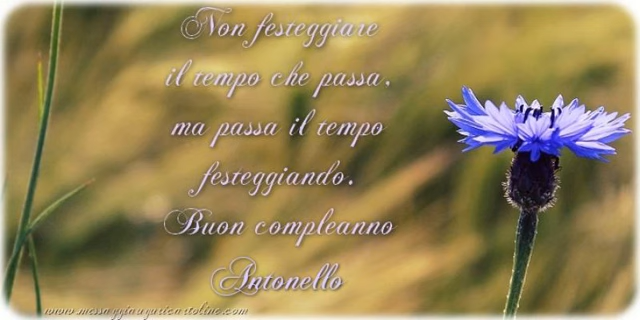 Non festeggiare
il tempo che passa,
ma passa il tempo
festeggiando.
Buon compleanno
Antonello
www.messaggiauguricartoline.com